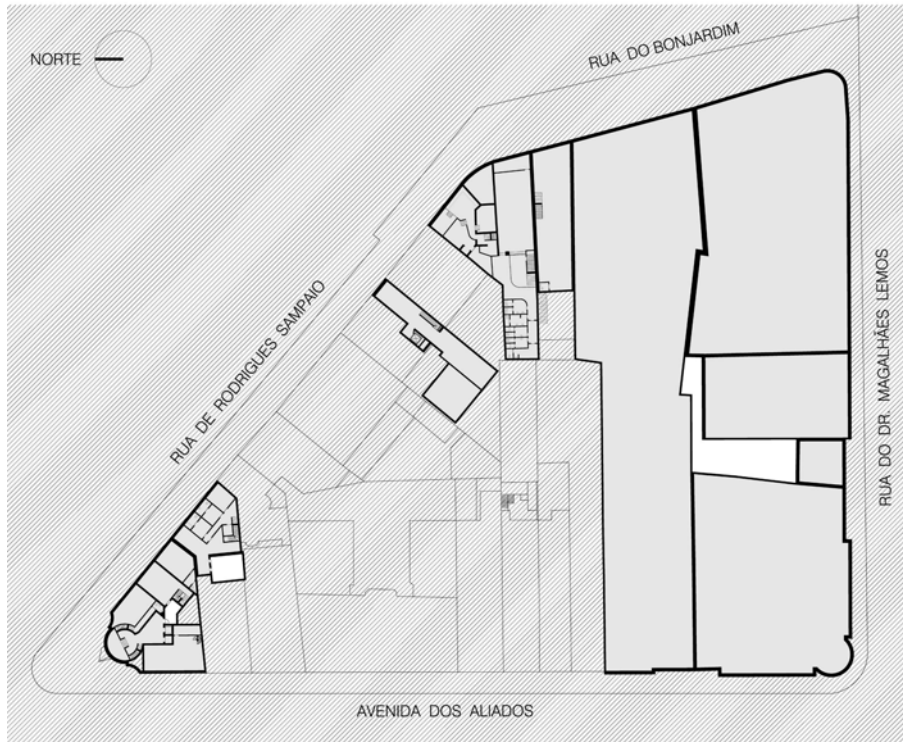 RUA DO BONJARDIM
NORTE
RUA DE RODRIGUES SAMPAIO
RUA DO DR. MAGALHÃES LEMOS
AVENIDA DOS ALIADOS